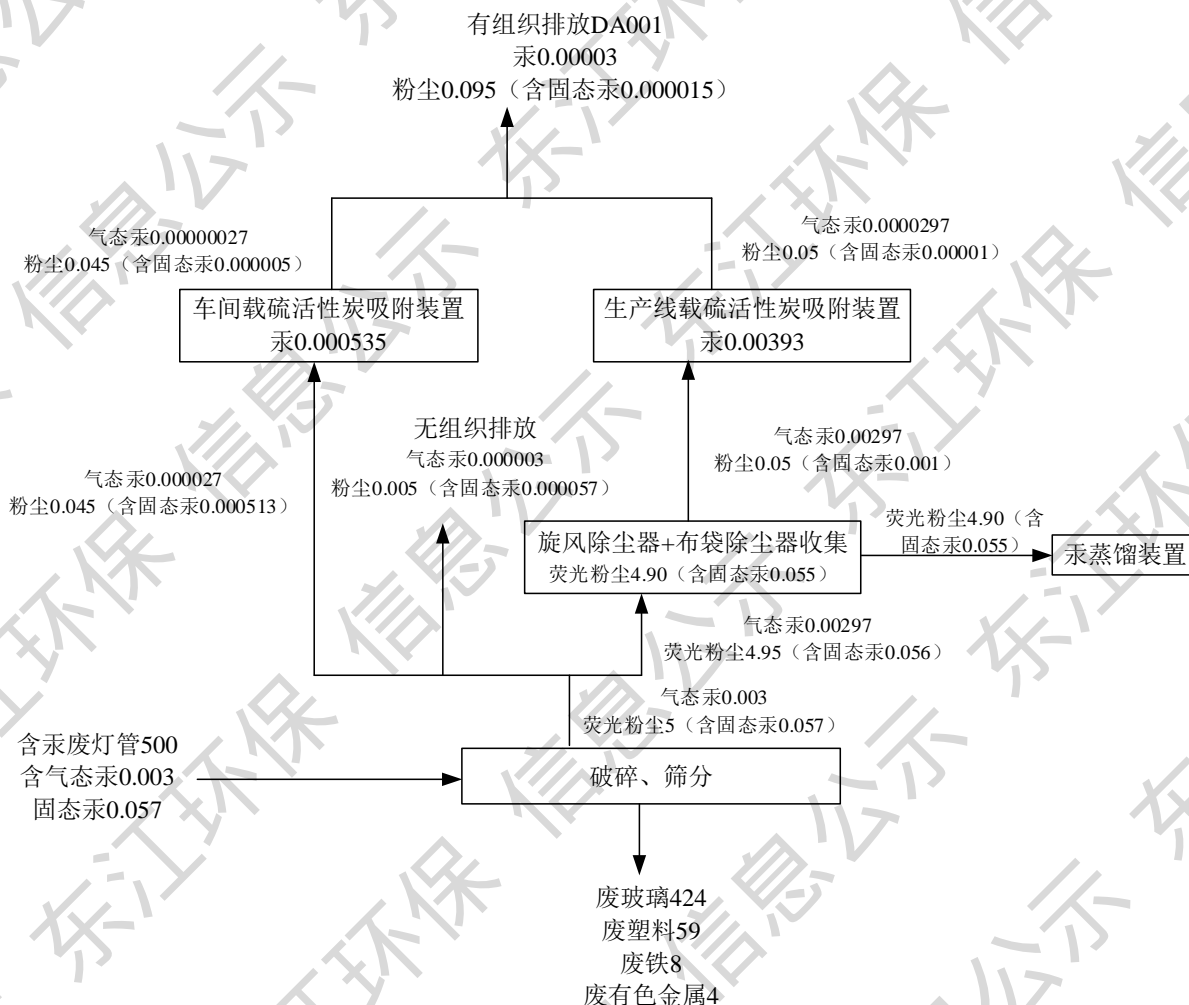 有组织排放DA001
汞0.00003
粉尘0.095（含固态汞0.000015）
气态汞0.00000027
粉尘0.045（含固态汞0.000005）
气态汞0.0000297
粉尘0.05（含固态汞0.00001）
车间载硫活性炭吸附装置
汞0.000535
生产线载硫活性炭吸附装置
汞0.00393
无组织排放
气态汞0.000003
粉尘0.005（含固态汞0.000057）
气态汞0.00297
粉尘0.05（含固态汞0.001）
气态汞0.000027
粉尘0.045（含固态汞0.000513）
旋风除尘器+布袋除尘器收集
荧光粉尘4.90（含固态汞0.055）
荧光粉尘4.90（含
固态汞0.055）
汞蒸馏装置
气态汞0.00297
荧光粉尘4.95（含固态汞0.056）
气态汞0.003
荧光粉尘5（含固态汞0.057）
含汞废灯管500
含气态汞0.003
固态汞0.057
破碎、筛分
废玻璃424
废塑料59
废铁8
废有色金属4
东江环保 信息公示